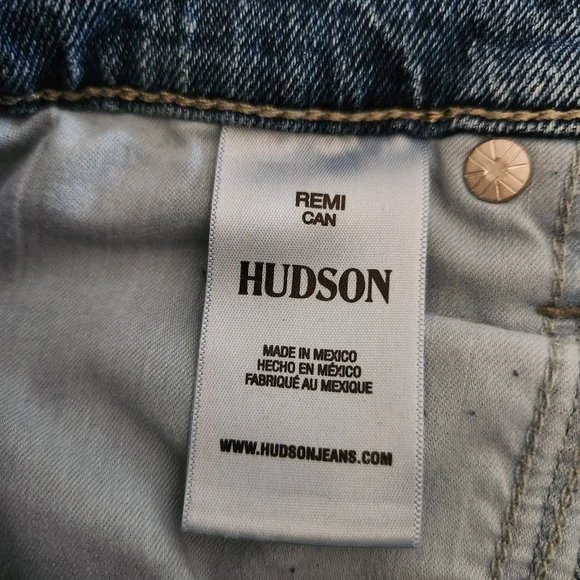 REMI
CAN
HUDSON
MADE IN MEXICO
HECHO EN MÉXICO
FABRIQUÉ AU MEXIQUE
WWW.HUDSONJEANS.COM